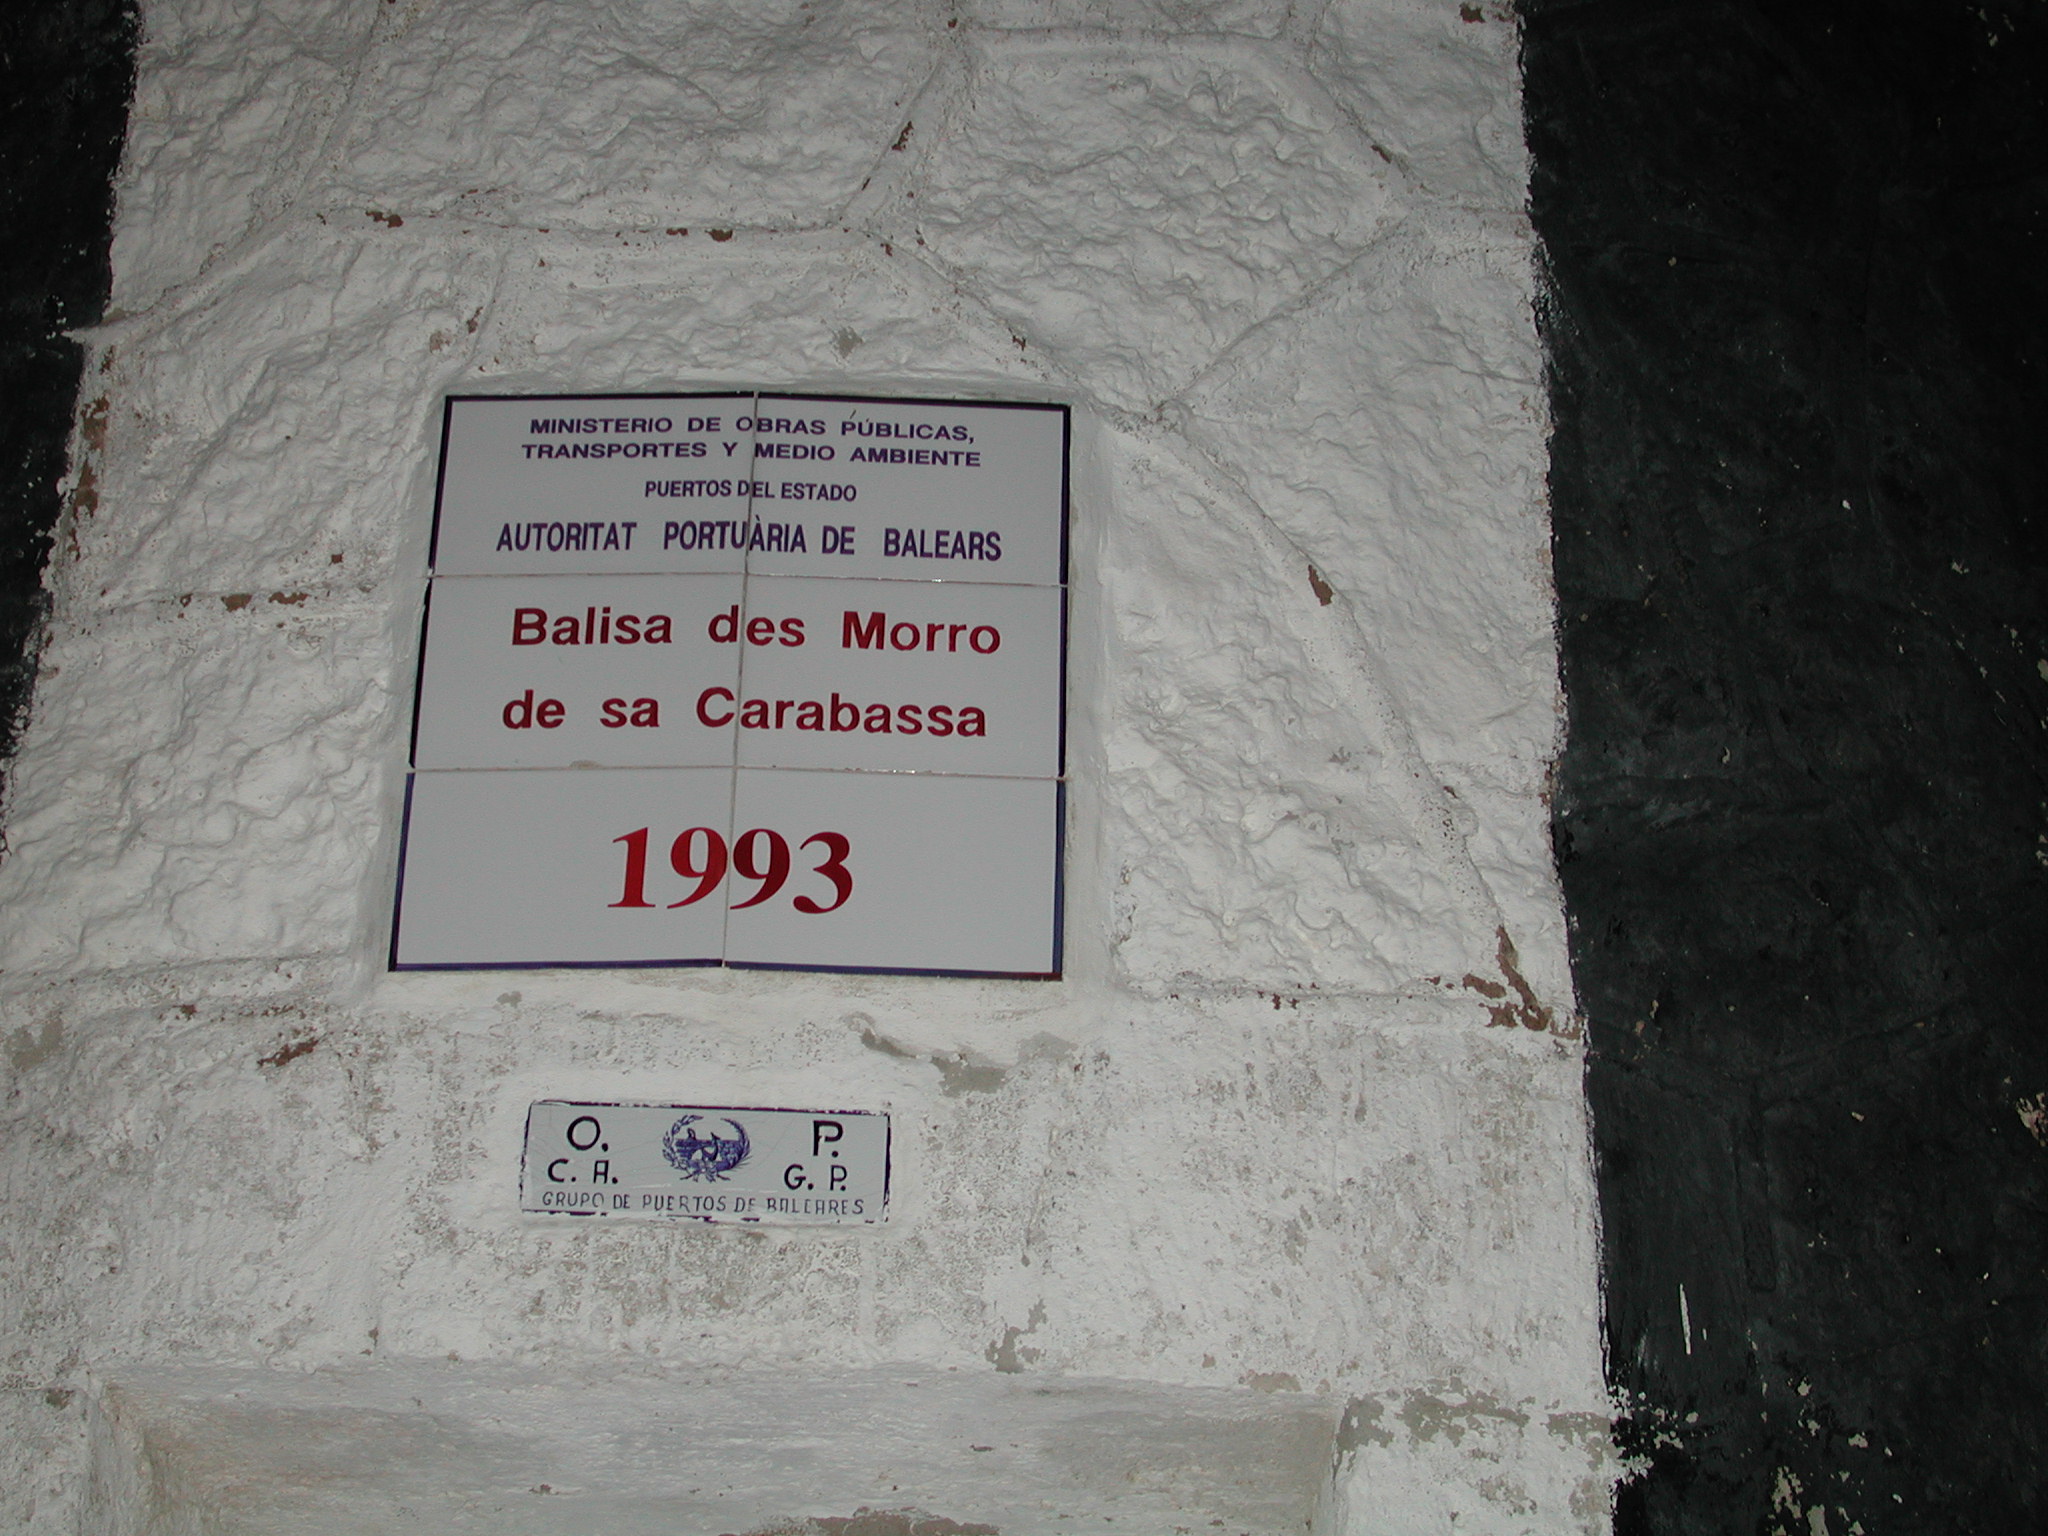 MINISTERIO DE OBRAS PÚBLICAS,
TRANSPORTES Y MEDIO AMBIENTE
PUERTOS DEL ESTADO
AUTORITAT PORTUÀRIA DE BALEARS
Balisa des Morro
de sa Carabassa
1993
O. P.
C. A. G. P.
GRUPO DE PUERTOS DE BALEARES